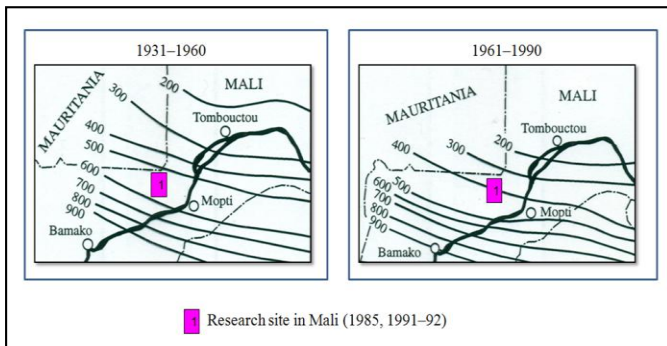 1931–1960
MAURITANIA
MALI
200
300
400
500
600
700
800
900
Tombouctou
1
Mopti
Bamako
1961–1990
MAURITANIA
MALI
400
300
200
500
600
700
800
900
Tombouctou
1
Mopti
Bamako
1 Research site in Mali (1985, 1991–92)